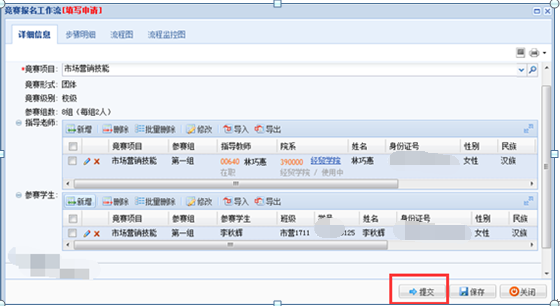 竞赛报名工作流[填写申请]
详细信息 步骤明细 流程图 流程监控图
*竞赛项目: 市场营销技能
竞赛形式: 团体
竞赛级别: 校级
参赛组数: 8组（每组2人）
指导老师:
新增 删除 批量删除 修改 导入 导出
竞赛项目 参赛组 指导教师 院系 姓名 身份证号 性别 民族
市场营销技能 第一组 00640 林巧惠 390000 经贸学院 林巧惠 女性 汉族
在职 经贸学院 / 使用中
参赛学生:
新增 删除 批量删除 修改 导入 导出
竞赛项目 参赛组 参赛学生 班级 学号 姓名 身份证号 性别 民族
市场营销技能 第一组 李秋辉 市营1711 125 李秋辉 女性 汉族
提交 保存 关闭